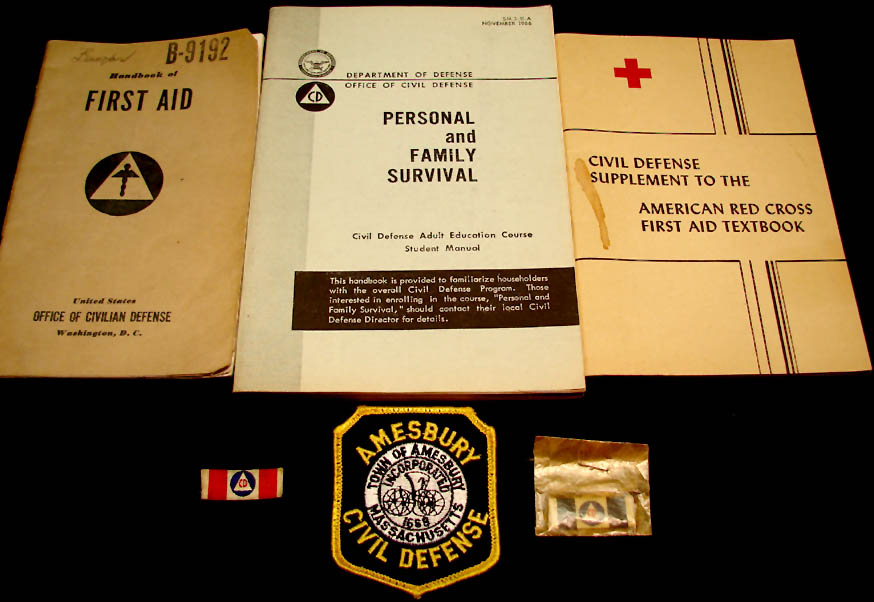 B-9192
Handbook of
FIRST AID
United States
OFFICE OF CIVILIAN DEFENSE
Washington, D. C.
NOVEMBER 1966
DEPARTMENT OF DEFENSE
OFFICE OF CIVIL DEFENSE
CD
PERSONAL
and
FAMILY
SURVIVAL
Civil Defense Adult Education Course
Student Manual
This handbook is provided to familiarize householders
with the overall Civil Defense Program. Those
interested in enrolling in the course, "Personal and
Family Survival," should contact their local Civil
Defense Director for details.
CIVIL DEFENSE
SUPPLEMENT TO THE
AMERICAN RED CROSS
FIRST AID TEXTBOOK
CD
AMESBURY
TOWN OF AMESBURY
INCORPORATED
1668
MASSACHUSETTS
CIVIL DEFENSE